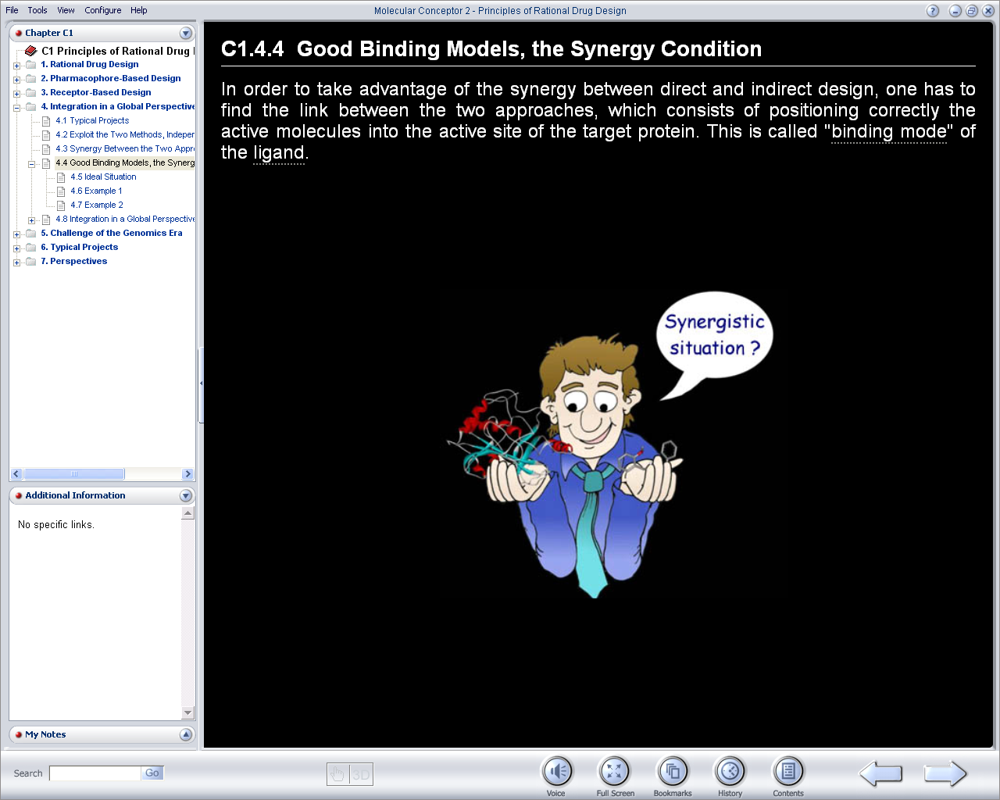 File Tools View Configure Help
Molecular Conceptor 2 - Principles of Rational Drug Design
Chapter C1
C1 Principles of Rational Drug
1. Rational Drug Design
2. Pharmacophore-Based Design
3. Receptor-Based Design
4. Integration in a Global Perspective
4.1 Typical Projects
4.2 Exploit the Two Methods, Indeper
4.3 Synergy Between the Two Appr
4.4 Good Binding Models, the Synerg
4.5 Ideal Situation
4.6 Example 1
4.7 Example 2
4.8 Integration in a Global Perspective
5. Challenge of the Genomics Era
6. Typical Projects
7. Perspectives
Additional Information
No specific links.
My Notes
C1.4.4 Good Binding Models, the Synergy Condition
In order to take advantage of the synergy between direct and indirect design, one has to
find the link between the two approaches, which consists of positioning correctly the
active molecules into the active site of the target protein. This is called "binding mode" of
the ligand.
Synergistic
situation ?
Search
Go
3D
Voice
Full Screen
Bookmarks
History
Contents